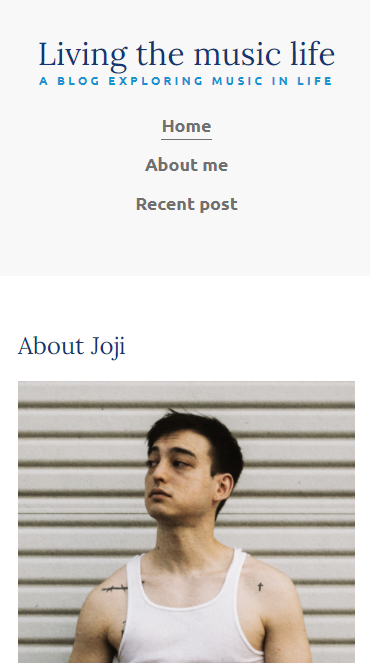 Living the music life
A BLOG EXPLORING MUSIC IN LIFE
Home
About me
Recent post
About Joji